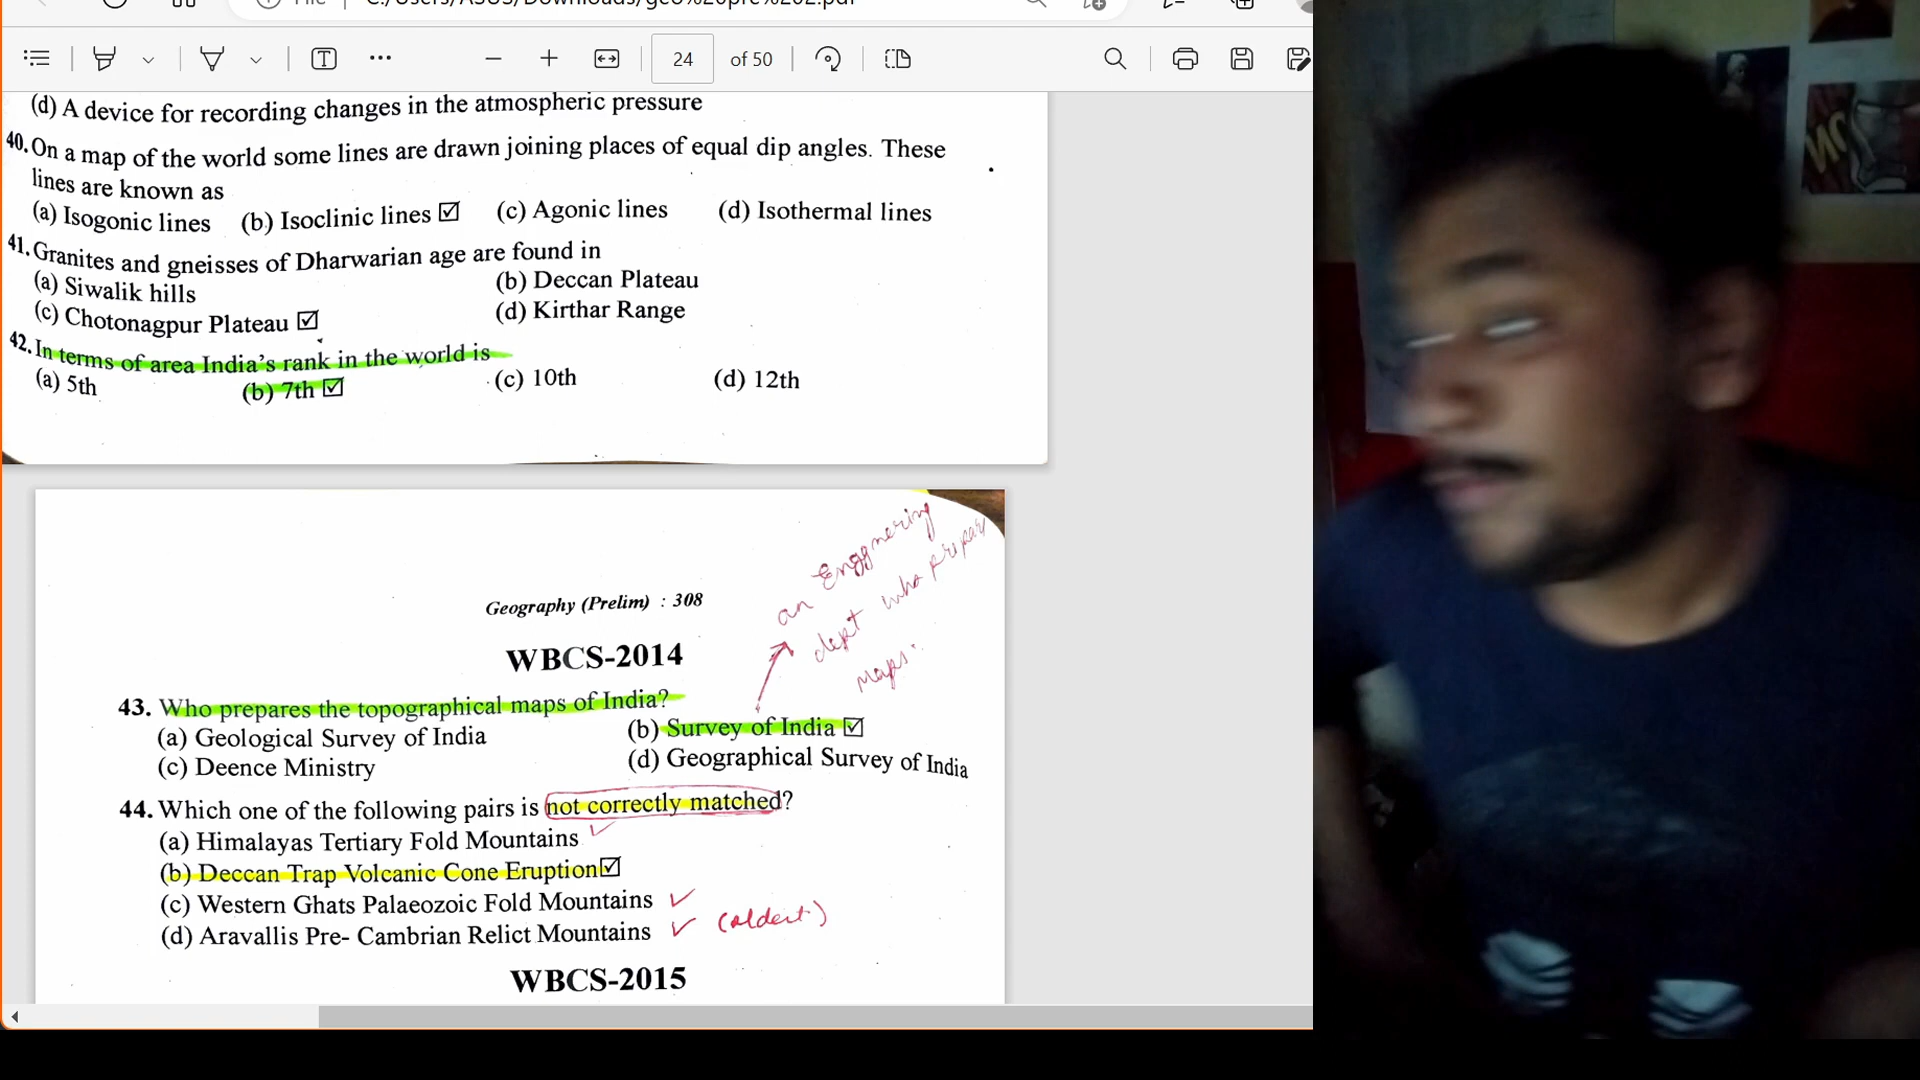 24 of 50
(d) A device for recording changes in the atmospheric pressure
40. On a map of the world some lines are drawn joining places of equal dip angles. These
lines are known as
(a) Isogonic lines (b) Isoclinic lines ☑ (c) Agonic lines (d) Isothermal lines
41. Granites and gneisses of Dharwarian age are found in
(a) Siwalik hills (b) Deccan Plateau
(c) Chotonagpur Plateau ☑ (d) Kirthar Range
42. In terms of area India's rank in the world is
(a) 5th (b) 7th ☑ (c) 10th (d) 12th
an Enggnering
dept who prepar
maps.
Geography (Prelim) : 308
WBCS-2014
43. Who prepares the topographical maps of India?
(a) Geological Survey of India (b) Survey of India ☑
(c) Deence Ministry (d) Geographical Survey of India
44. Which one of the following pairs is not correctly matched?
(a) Himalayas Tertiary Fold Mountains
(b) Deccan Trap Volcanic Cone Eruption ☑
(c) Western Ghats Palaeozoic Fold Mountains
(d) Aravallis Pre- Cambrian Relict Mountains (oldest)
WBCS-2015